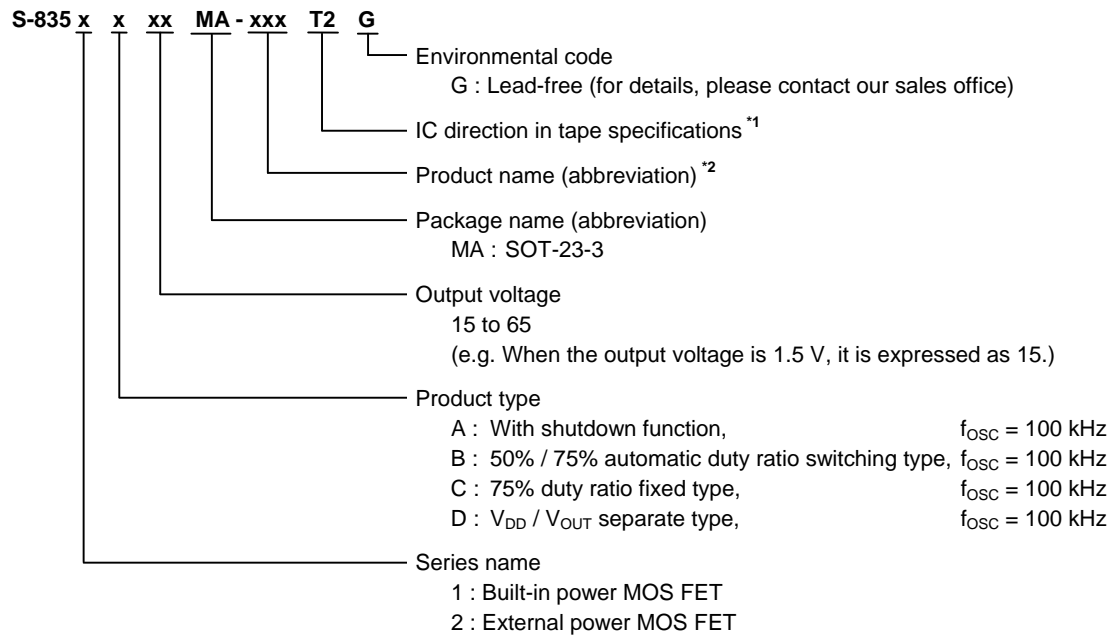 S-835 x x xx MA - xxx T2 G
Environmental code
G : Lead-free (for details, please contact our sales office)
IC direction in tape specifications *1
Product name (abbreviation) *2
Package name (abbreviation)
MA : SOT-23-3
Output voltage
15 to 65
(e.g. When the output voltage is 1.5 V, it is expressed as 15.)
Product type
A : With shutdown function, fOSC = 100 kHz
B : 50% / 75% automatic duty ratio switching type, fOSC = 100 kHz
C : 75% duty ratio fixed type, fOSC = 100 kHz
D : VDD / VOUT separate type, fOSC = 100 kHz
Series name
1 : Built-in power MOS FET
2 : External power MOS FET